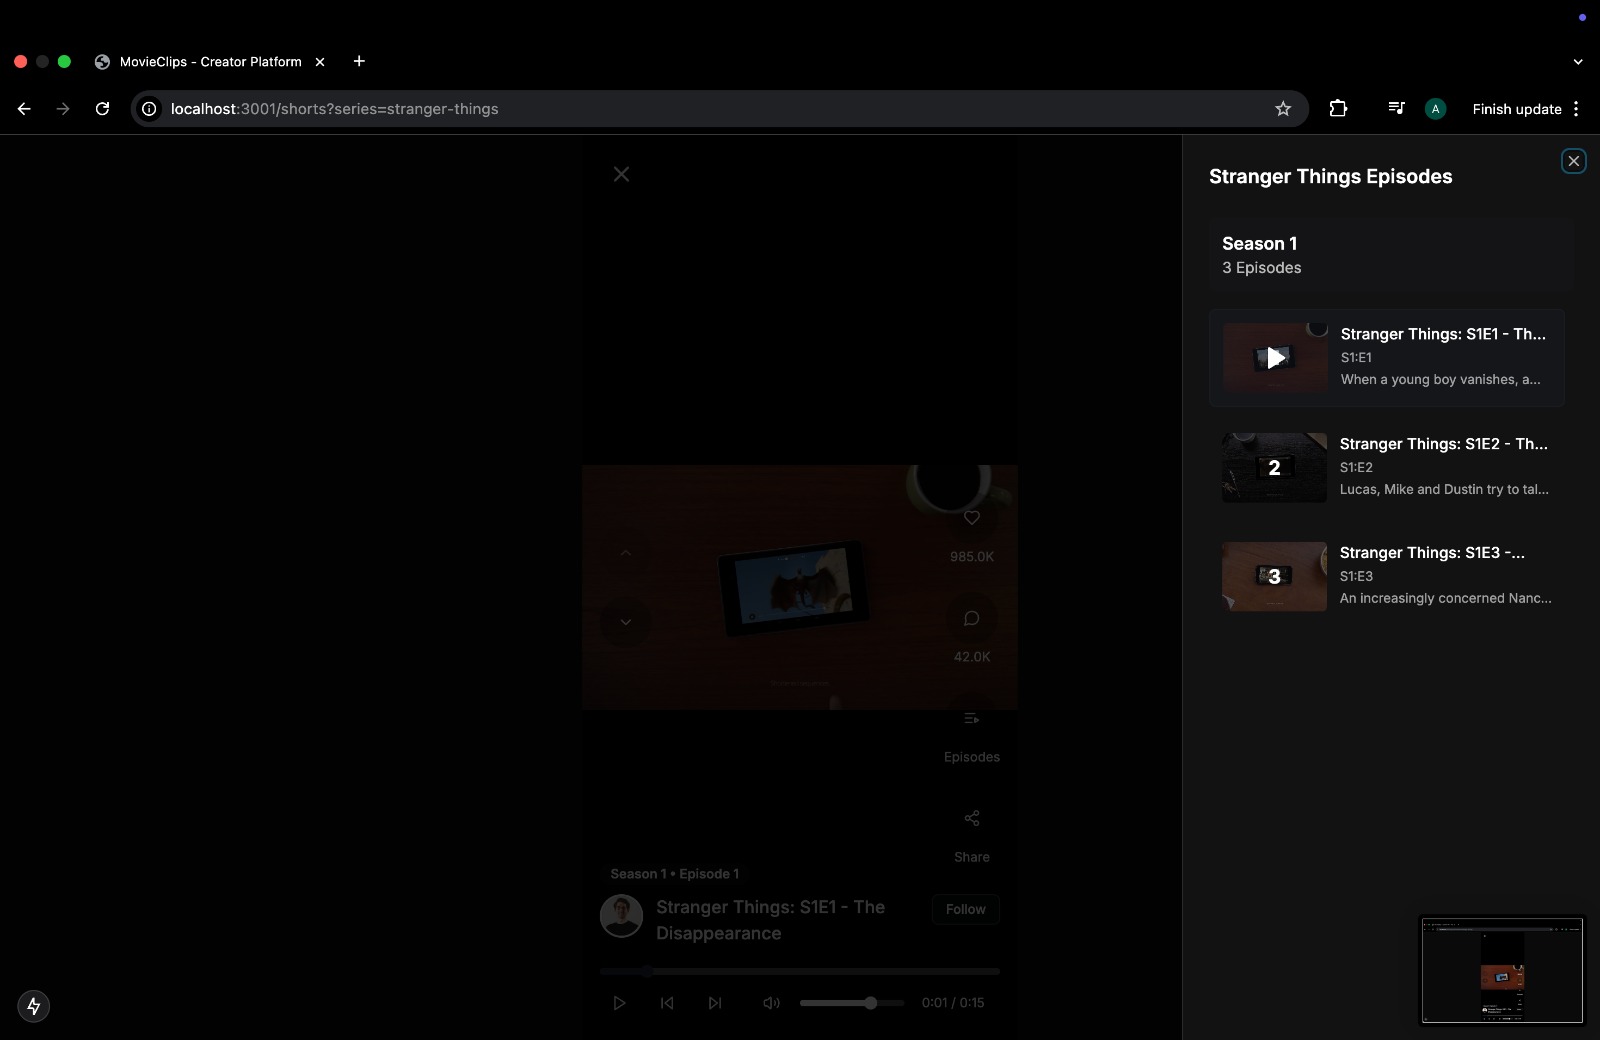 MovieClips - Creator Platform
localhost:3001/shorts?series=stranger-things
A
Finish update
Stranger Things Episodes
Season 1
3 Episodes
Stranger Things: S1E1 - Th...
S1:E1
When a young boy vanishes, a...
2
Stranger Things: S1E2 - Th...
S1:E2
Lucas, Mike and Dustin try to tal...
3
Stranger Things: S1E3 -...
S1:E3
An increasingly concerned Nanc...
985.0K
42.0K
Episodes
Share
Season 1 • Episode 1
Stranger Things: S1E1 - The
Disappearance
Follow
0:01 / 0:15